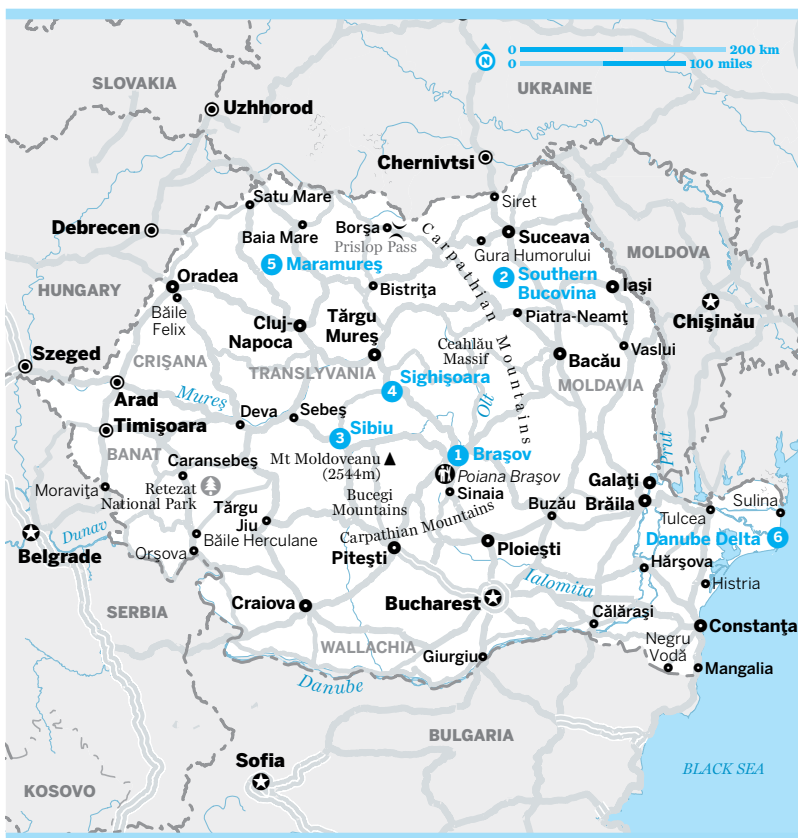 0
200 km
N
0
100 miles
SLOVAKIA
UKRAINE
Uzhhorod
Chernivtsi
Satu Mare
Siret
Debrecen
Baia Mare
Borşa
Prislop Pass
Suceava
Gura Humorului
MOLDOVA
5 Maramureş
Carpathian Mountains
2 Southern
Bucovina
Oradea
HUNGARY
Băile
Felix
Bistriţa
Iaşi
Cluj-
Napoca
Târgu
Mureş
Piatra-Neamţ
Chişinău
Szeged
CRIŞANA
Ceahlău
Massif
Bacău
Vaslui
TRANSLYVANIA
MOLDAVIA
Arad
Mureş
4 Sighişoara
Olt
Timişoara
Deva
Sebeş
3 Sibiu
Prut
BANAT
Mt Moldoveanu
(2544m)
1 Braşov
Poiana Braşov
Caransebeş
Moraviţa
Retezat
National Park
Bucegi
Mountains
Sinaia
Galaţi
Brăila
Târgu
Jiu
Buzău
Tulcea
Sulina
Dunav
Belgrade
Băile Herculane
Orşova
Carpathian Mountains
Piteşti
Ploieşti
Danube Delta 6
Hârşova
Ialomita
Histria
SERBIA
Craiova
Bucharest
Călăraşi
Constanţa
WALLACHIA
Giurgiu
Negru
Vodă
Mangalia
Danube
BULGARIA
Sofia
BLACK SEA
KOSOVO